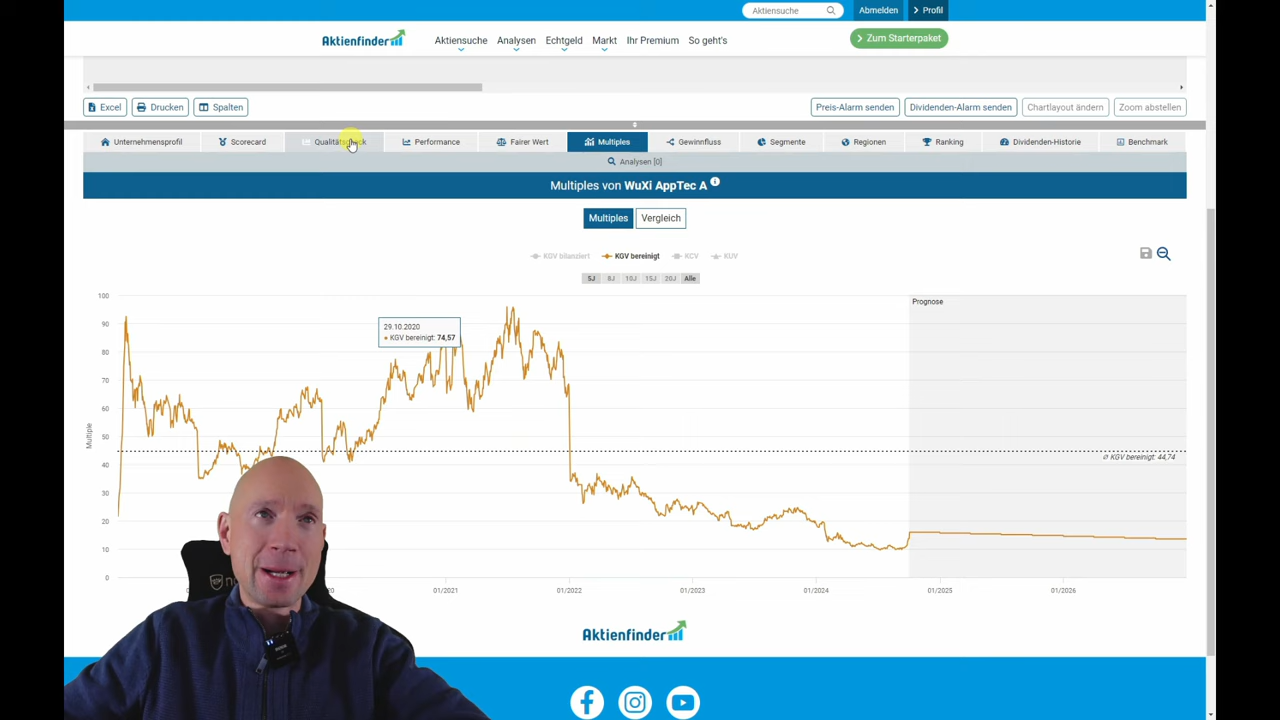 Aktiensuche
Abmelden
Profil
Aktienfinder
Aktiensuche
Analysen
Echtgeld
Markt
Ihr Premium
So geht's
Zum Starterpaket
Excel
Drucken
Spalten
Preis-Alarm senden
Dividenden-Alarm senden
Chartlayout ändern
Zoom abstellen
Unternehmensprofil
Scorecard
Qualitätscheck
Performance
Fairer Wert
Multiples
Gewinnfluss
Segmente
Regionen
Ranking
Dividenden-Historie
Benchmark
Analysen [0]
Multiples von WuXi AppTec A
Multiples
Vergleich
KGV bilanziert
KGV bereinigt
KCV
KUV
5J
8J
10J
15J
20J
Alle
100
90
80
70
60
50
40
30
20
10
0
Multiple
Prognose
29.10.2020
KGV bereinigt: 74,57
Ø KGV bereinigt: 44,74
01/2021
01/2022
01/2023
01/2024
01/2025
01/2026
Aktienfinder